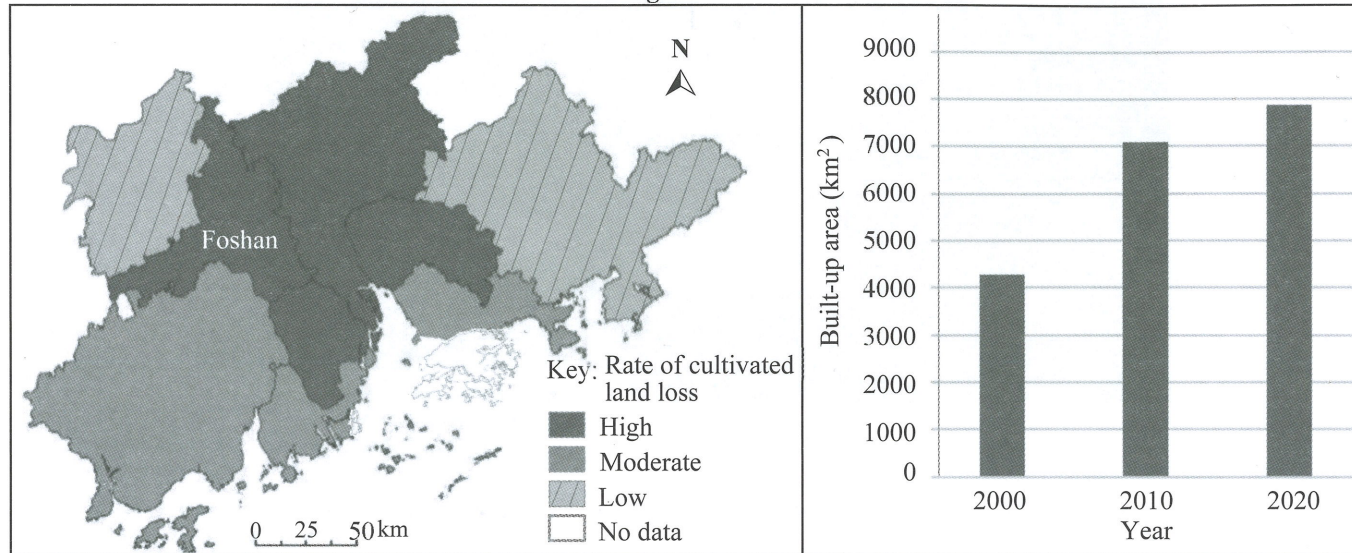 N
Foshan
Key: Rate of cultivated
land loss
High
Moderate
Low
No data
0 25 50 km
Built-up area (km²)
9000
8000
7000
6000
5000
4000
3000
2000
1000
0
2000 2010 2020
Year